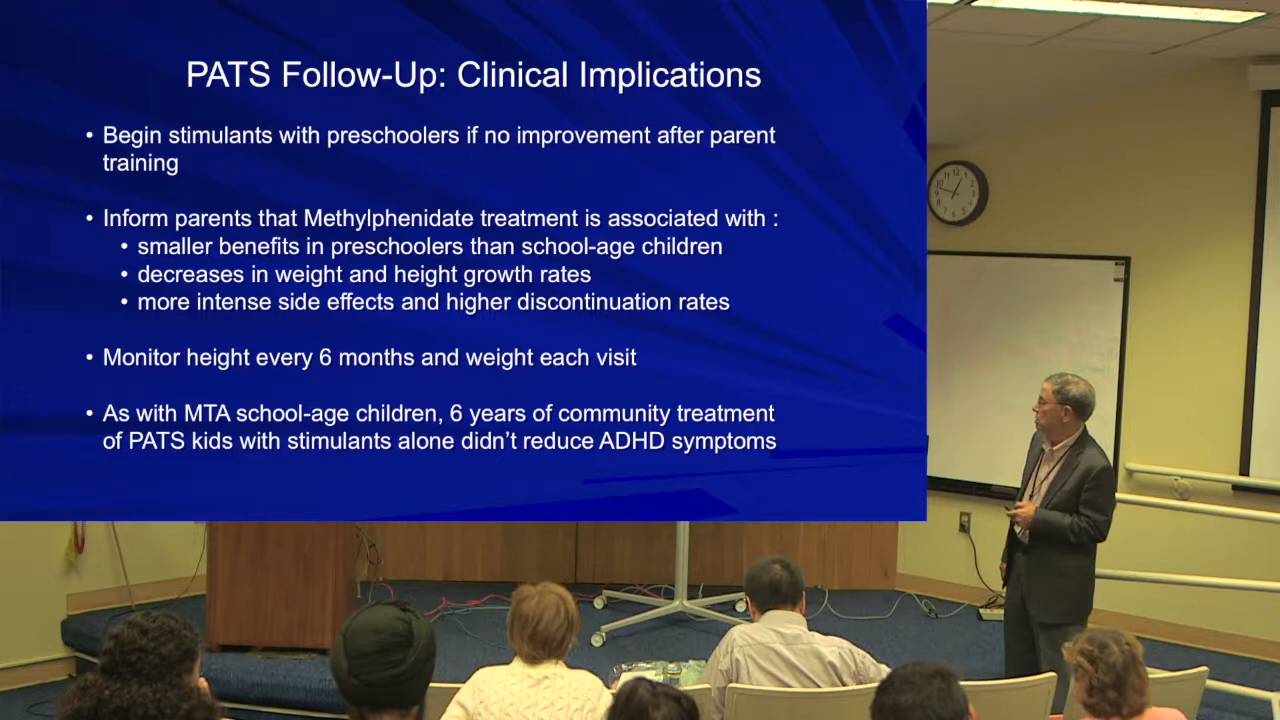 PATS Follow-Up: Clinical Implications
• Begin stimulants with preschoolers if no improvement after parent
training
• Inform parents that Methylphenidate treatment is associated with :
• smaller benefits in preschoolers than school-age children
• decreases in weight and height growth rates
• more intense side effects and higher discontinuation rates
• Monitor height every 6 months and weight each visit
• As with MTA school-age children, 6 years of community treatment
of PATS kids with stimulants alone didn’t reduce ADHD symptoms